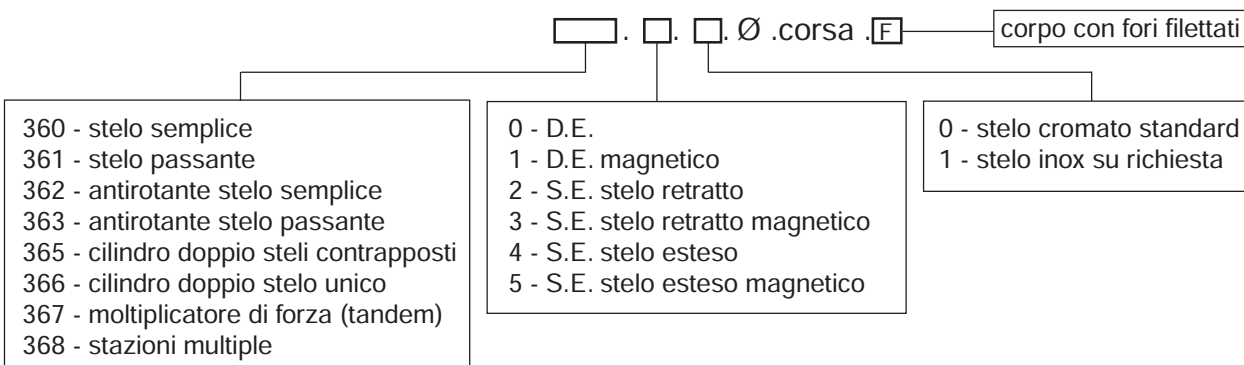 . . . Ø .corsa . F corpo con fori filettati
360 - stelo semplice
361 - stelo passante
362 - antirotante stelo semplice
363 - antirotante stelo passante
365 - cilindro doppio steli contrapposti
366 - cilindro doppio stelo unico
367 - moltiplicatore di forza (tandem)
368 - stazioni multiple
0 - D.E.
1 - D.E. magnetico
2 - S.E. stelo retratto
3 - S.E. stelo retratto magnetico
4 - S.E. stelo esteso
5 - S.E. stelo esteso magnetico
0 - stelo cromato standard
1 - stelo inox su richiesta